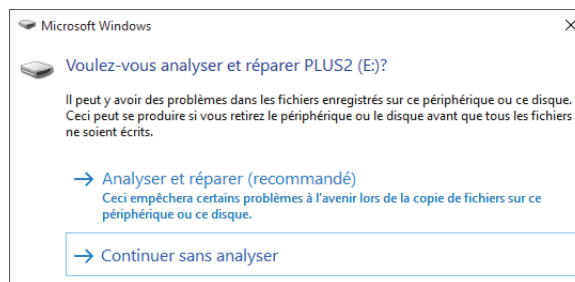 Microsoft Windows
Voulez-vous analyser et réparer PLUS2 (E:)?
Il peut y avoir des problèmes dans les fichiers enregistrés sur ce périphérique ou ce disque.
Ceci peut se produire si vous retirez le périphérique ou le disque avant que tous les fichiers
ne soient écrits.
Analyser et réparer (recommandé)
Ceci empêchera certains problèmes à l'avenir lors de la copie de fichiers sur ce
périphérique ou ce disque.
Continuer sans analyser